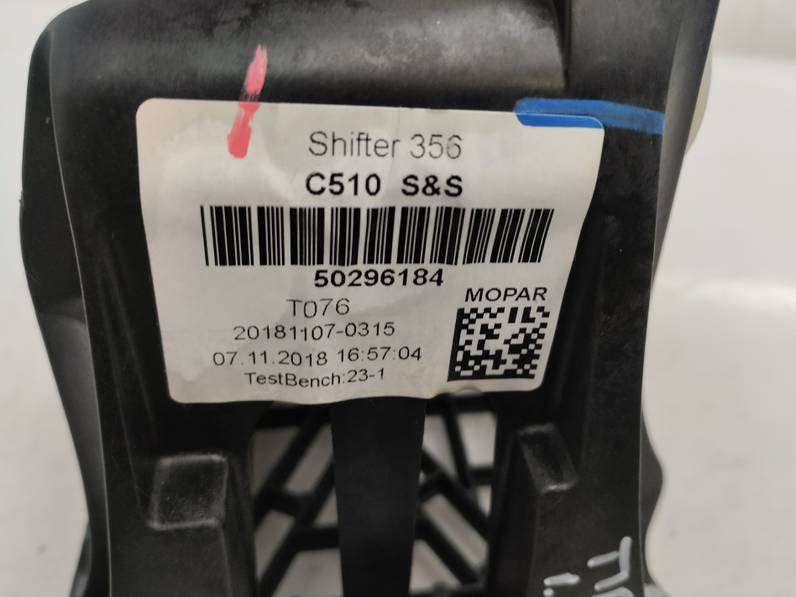 Shifter 356
C510 S&S
50296184
T076
MOPAR
20181107-0315
07.11.2018 16:57:04
TestBench:23-1